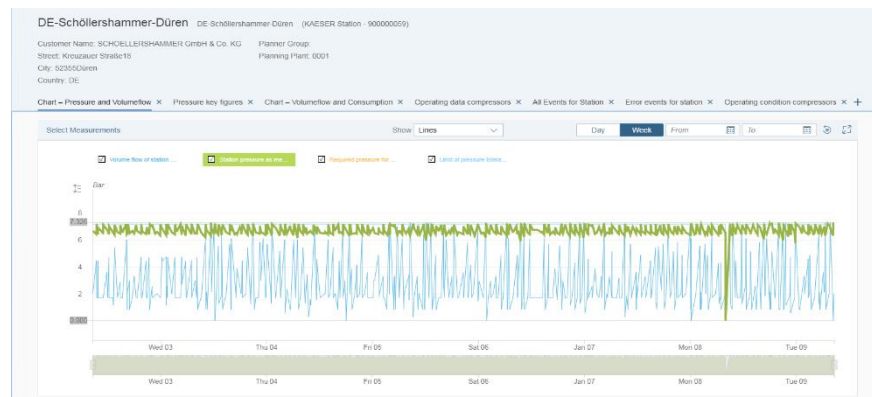 DE-Schöllershammer-Düren DE-Schöllershammer Düren (KAESER Station - 900000059)
Customer Name: SCHOELLERSHAMMER GmbH & Co. KG Planner Group:
Street: Kreuzauer Straße18 Planning Plant: 0001
City: 52355Düren
Country: DE
Chart – Pressure and Volumeflow × Pressure key figures × Chart – Volumeflow and Consumption × Operating data compressors × All Events for Station × Error events for station × Operating condition compressors × +
Select Measurements Show Lines Day Week From To
Volume flow of station ... Station pressure as me... Required pressure for ... Limit of pressure tolera...
Bar
8
7.326
6
4
2
0.000
Wed 03 Thu 04 Fri 05 Sat 06 Jan 07 Mon 08 Tue 09
Wed 03 Thu 04 Fri 05 Sat 06 Jan 07 Mon 08 Tue 09